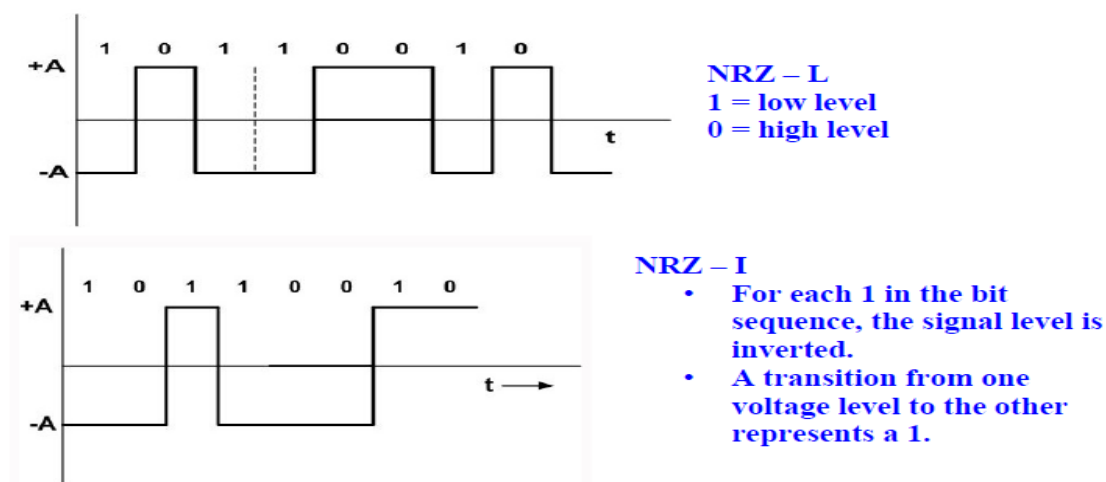 1 0 1 1 0 0 1 0
+A
t
-A
NRZ – L
1 = low level
0 = high level
1 0 1 1 0 0 1 0
+A
t
-A
NRZ – I
• For each 1 in the bit
sequence, the signal level is
inverted.
• A transition from one
voltage level to the other
represents a 1.